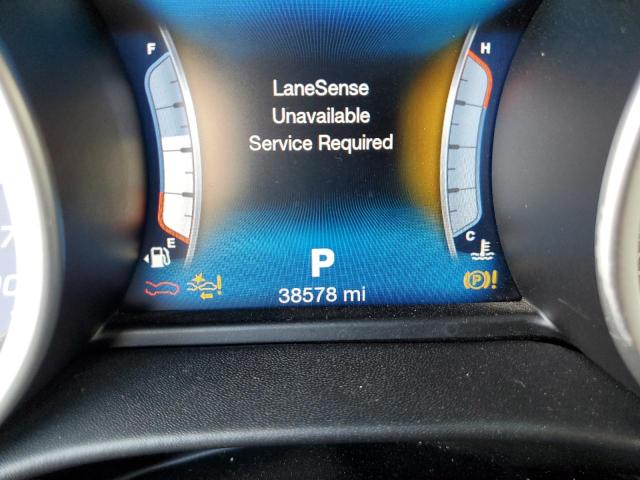 F
H
LaneSense
Unavailable
Service Required
E
C
P
38578 mi
P !